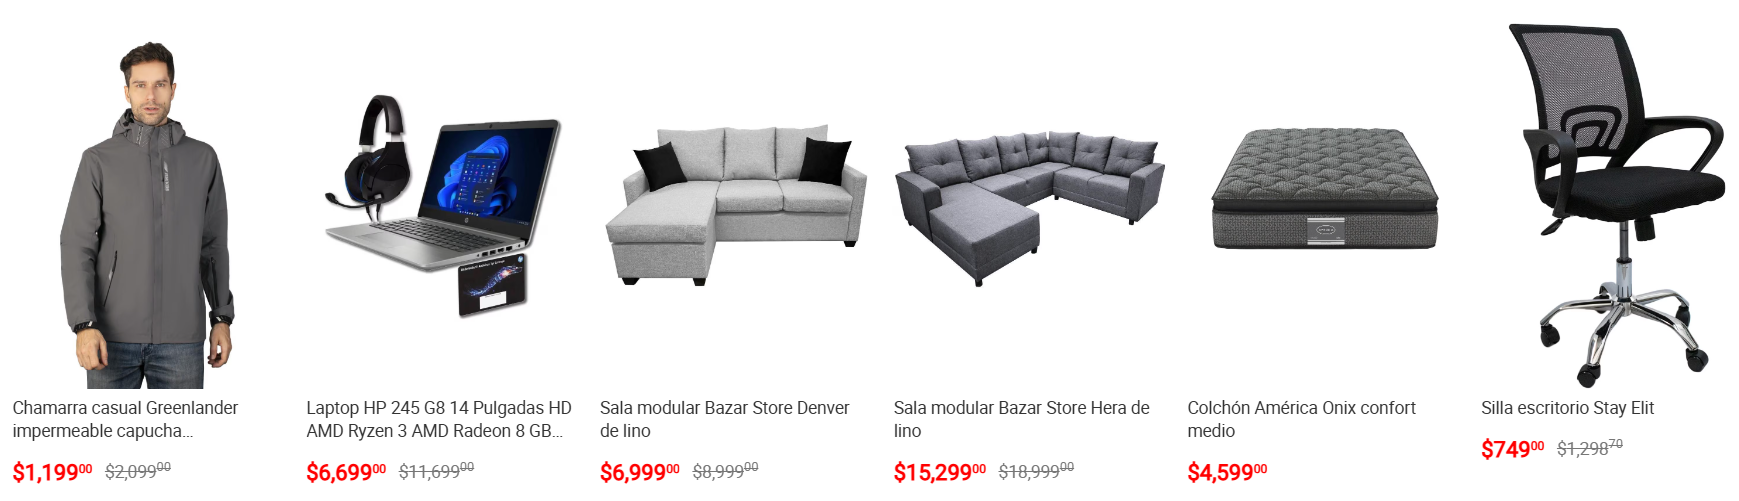 Chamarra casual Greenlander
impermeable capucha...
$1,199.00 $2,099.00
Laptop HP 245 G8 14 Pulgadas HD
AMD Ryzen 3 AMD Radeon 8 GB...
$6,699.00 $11,699.00
Sala modular Bazar Store Denver
de lino
$6,999.00 $8,999.00
Sala modular Bazar Store Hera de
lino
$15,299.00 $18,999.00
Colchón América Onix confort
medio
$4,599.00
Silla escritorio Stay Elit
$749.00 $1,298.70